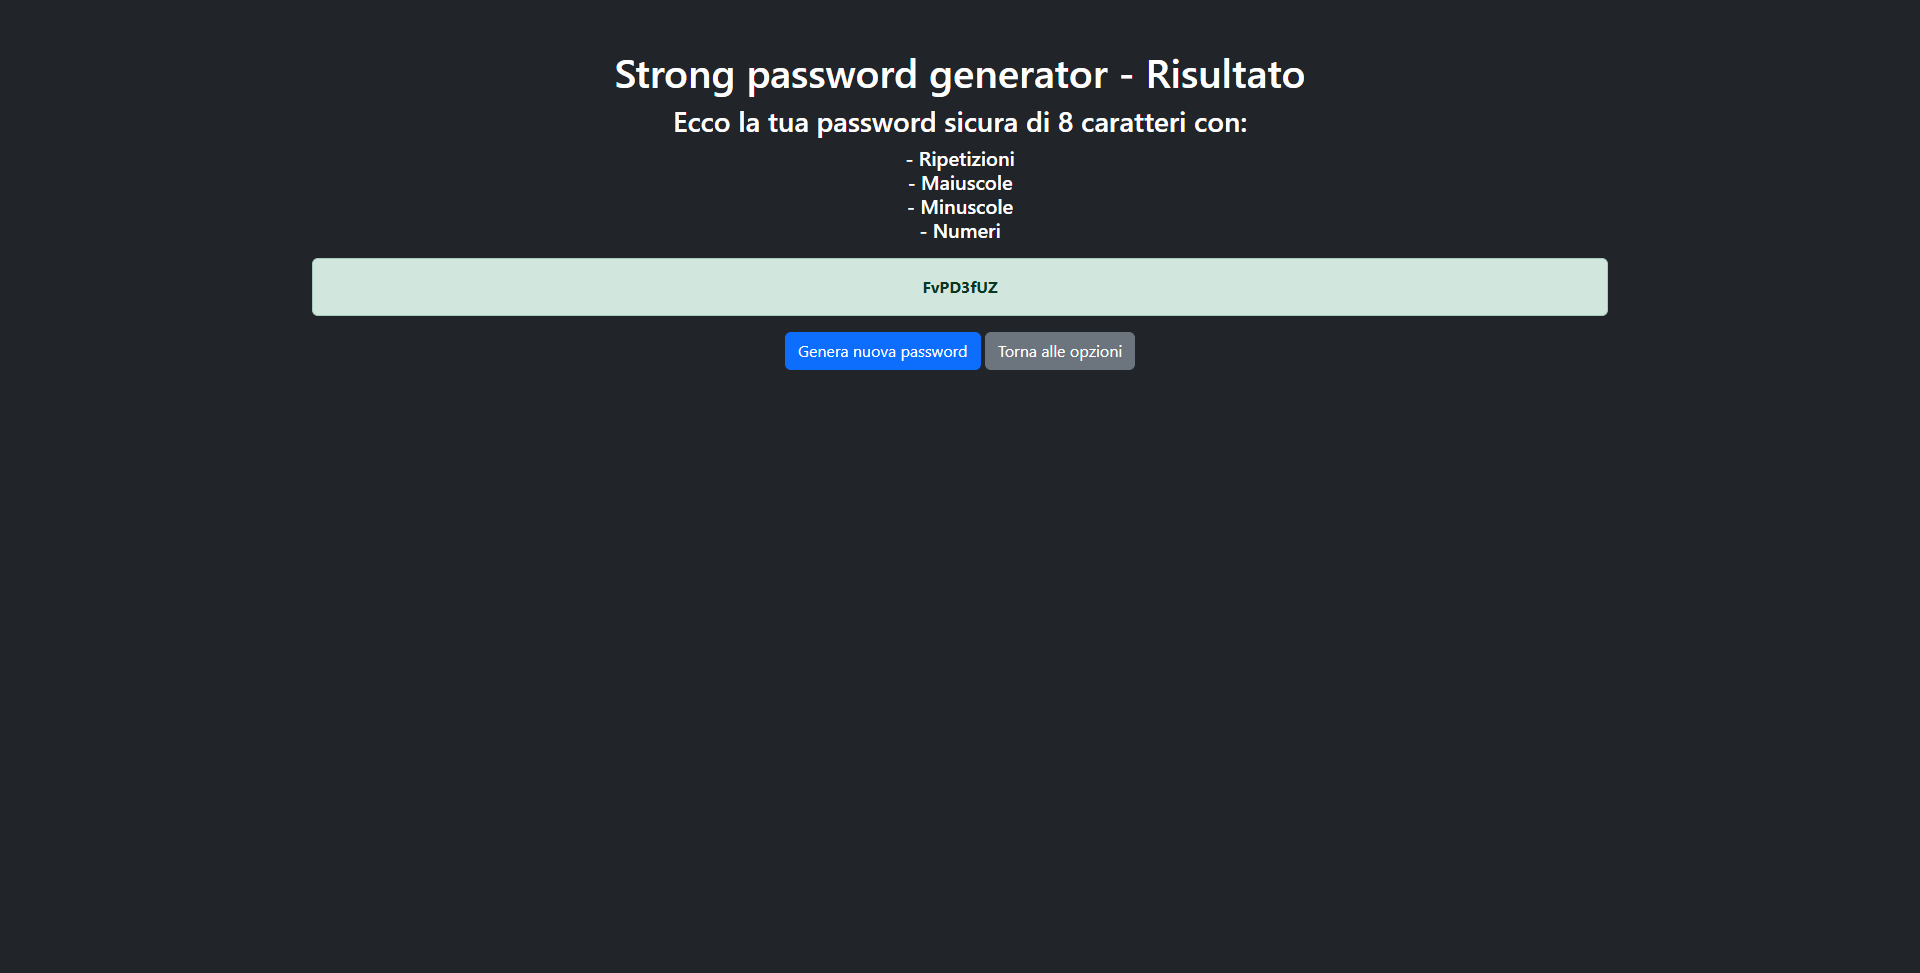 Strong password generator - Risultato
Ecco la tua password sicura di 8 caratteri con:
- Ripetizioni
- Maiuscole
- Minuscole
- Numeri
FvPD3fUZ
Genera nuova password
Torna alle opzioni